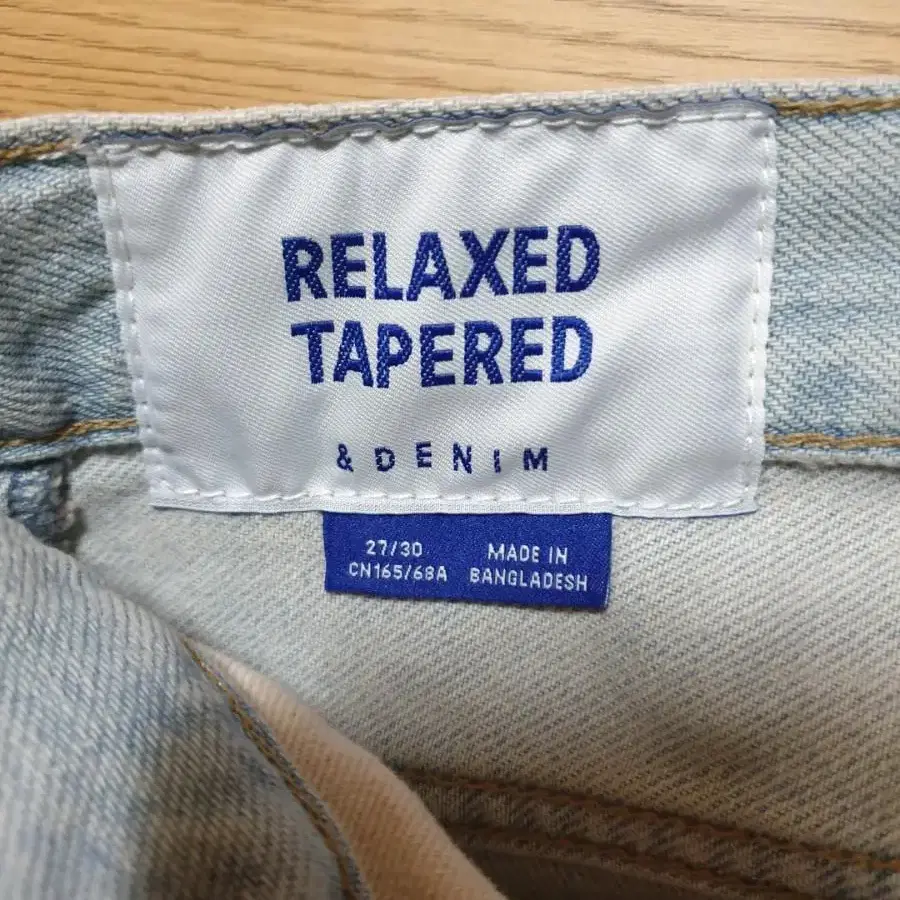 RELAXED
TAPERED
& DENIM
27/30
CN165/68A
MADE IN
BANGLADESH